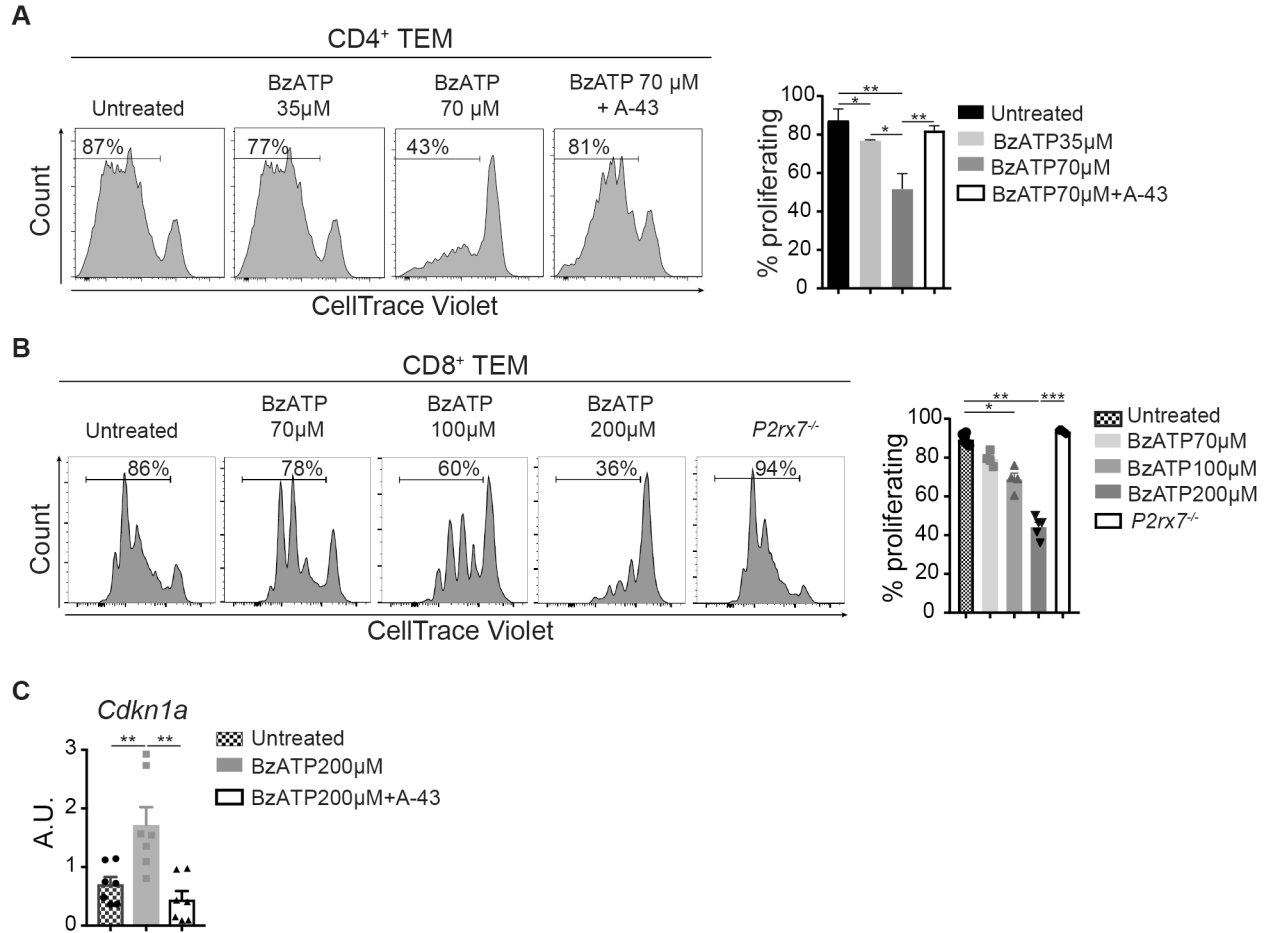 A
CD4+ TEM
Untreated
BzATP
35µM
BzATP
70 µM
BzATP 70 µM
+ A-43
87%
77%
43%
81%
Count
CellTrace Violet
% proliferating
100
80
60
40
20
0
**
*
*
**
Untreated
BzATP35µM
BzATP70µM
BzATP70µM+A-43
B
CD8+ TEM
Untreated
BzATP
70µM
BzATP
100µM
BzATP
200µM
P2rx7-/-
86%
78%
60%
36%
94%
Count
CellTrace Violet
% proliferating
100
80
60
40
20
0
**
***
*
Untreated
BzATP70µM
BzATP100µM
BzATP200µM
P2rx7-/-
C
Cdkn1a
A.U.
3
2
1
0
**
**
Untreated
BzATP200µM
BzATP200µM+A-43